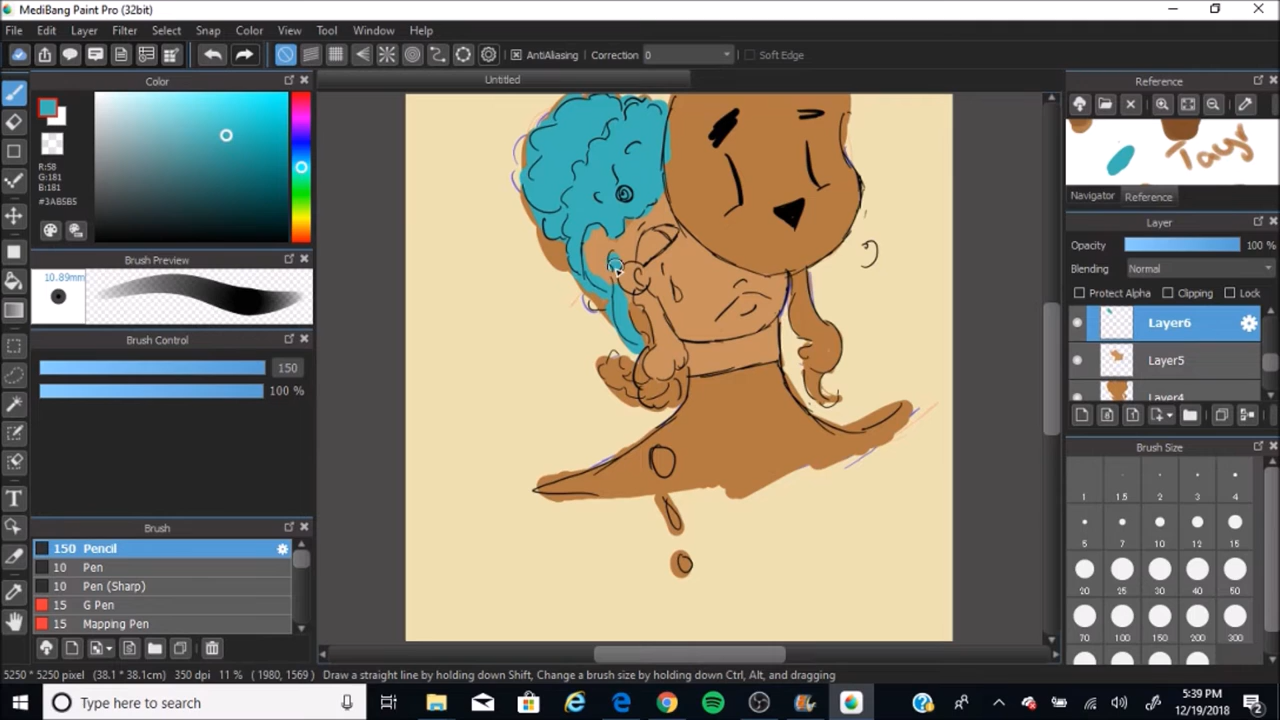 MediBang Paint Pro (32bit)
File Edit Layer Filter Select Snap Color View Tool Window Help
AntiAliasing Correction 0 Soft Edge
Untitled
Color
R:58
G:181
B:181
#3AB5B5
Brush Preview
10.89mm
Brush Control
150
100 %
Brush
150 Pencil
10 Pen
10 Pen (Sharp)
15 G Pen
15 Mapping Pen
Reference
Tayr
Navigator Reference
Layer
Opacity 100 %
Blending Normal
Protect Alpha Clipping Lock
Layer6
Layer5
Layer4
Brush Size
1 1.5 2 3 4
5 7 10 12 15
20 25 30 40 50
70 100 150 200 300
5250 * 5250 pixel (38.1 * 38.1cm) 350 dpi 11 % ( 1980, 1569) Draw a straight line by holding down Shift, Change a brush size by holding down Ctrl, Alt, and dragging
Type here to search
5:39 PM
12/19/2018
2